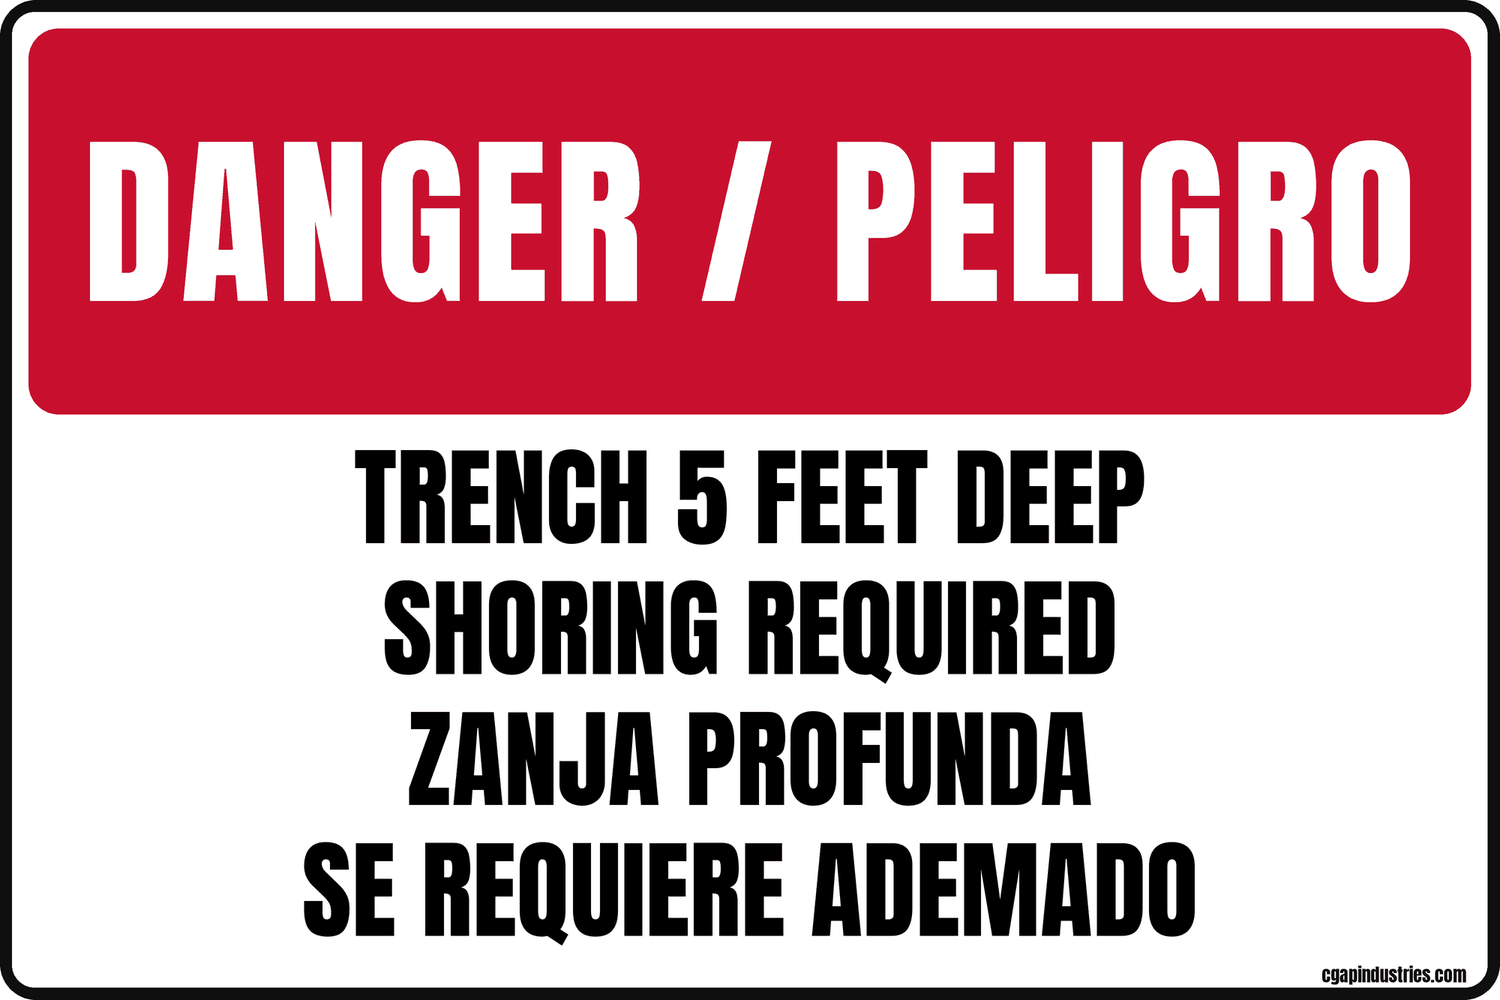 DANGER / PELIGRO
TRENCH 5 FEET DEEP
SHORING REQUIRED
ZANJA PROFUNDA
SE REQUIERE ADEMADO
cgapindustries.com